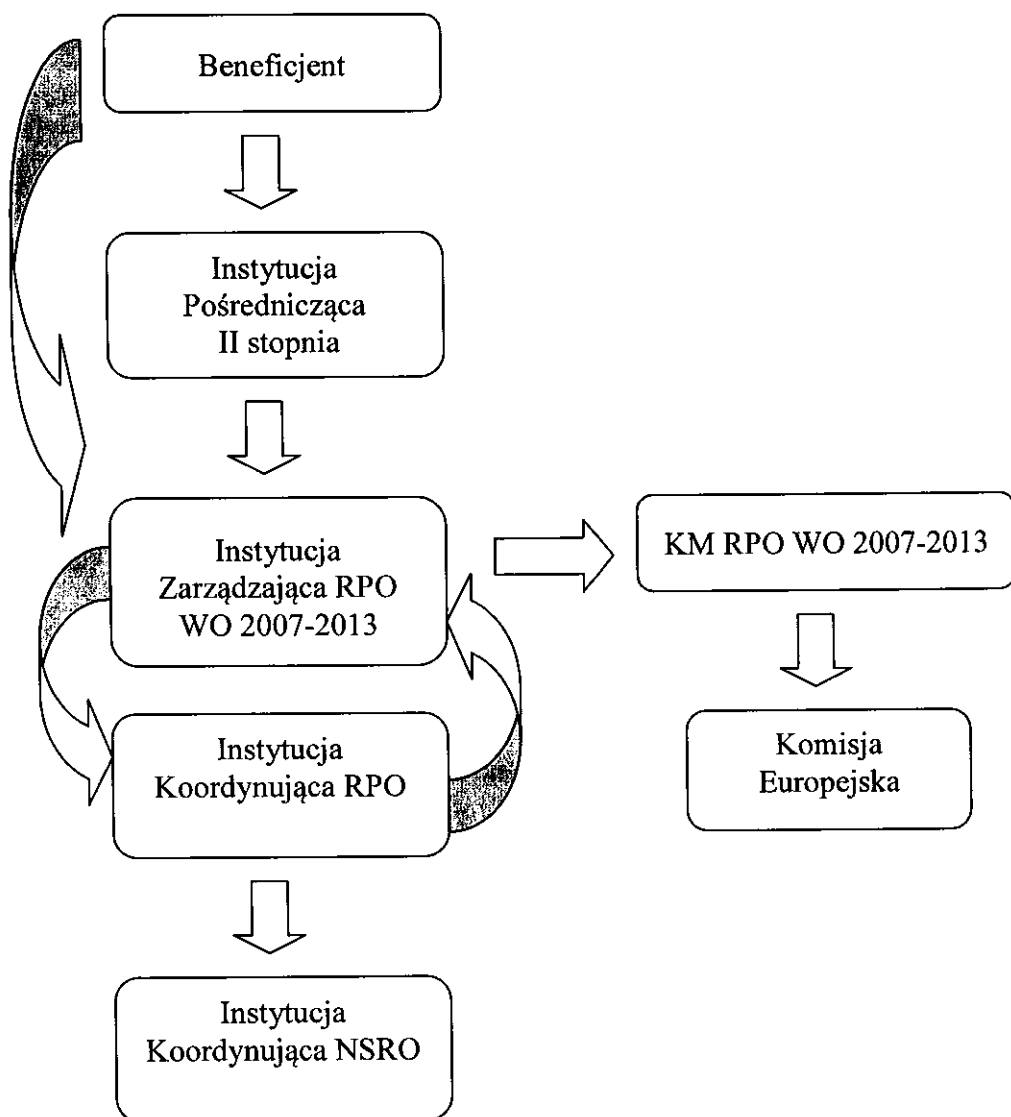 Beneficjent
Instytucja
Pośrednicząca
II stopnia
Instytucja
Zarządzająca RPO
WO 2007-2013
KM RPO WO 2007-2013
Instytucja
Koordynująca RPO
Komisja
Europejska
Instytucja
Koordynująca NSRO